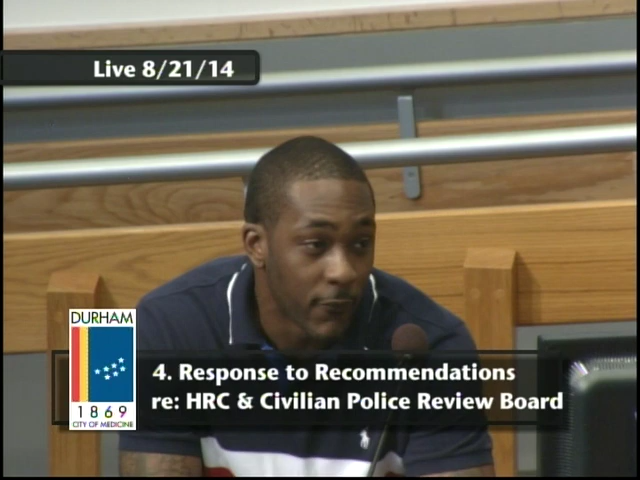 Live 8/21/14
DURHAM
1869
CITY OF MEDICINE
4. Response to Recommendations
re: HRC & Civilian Police Review Board